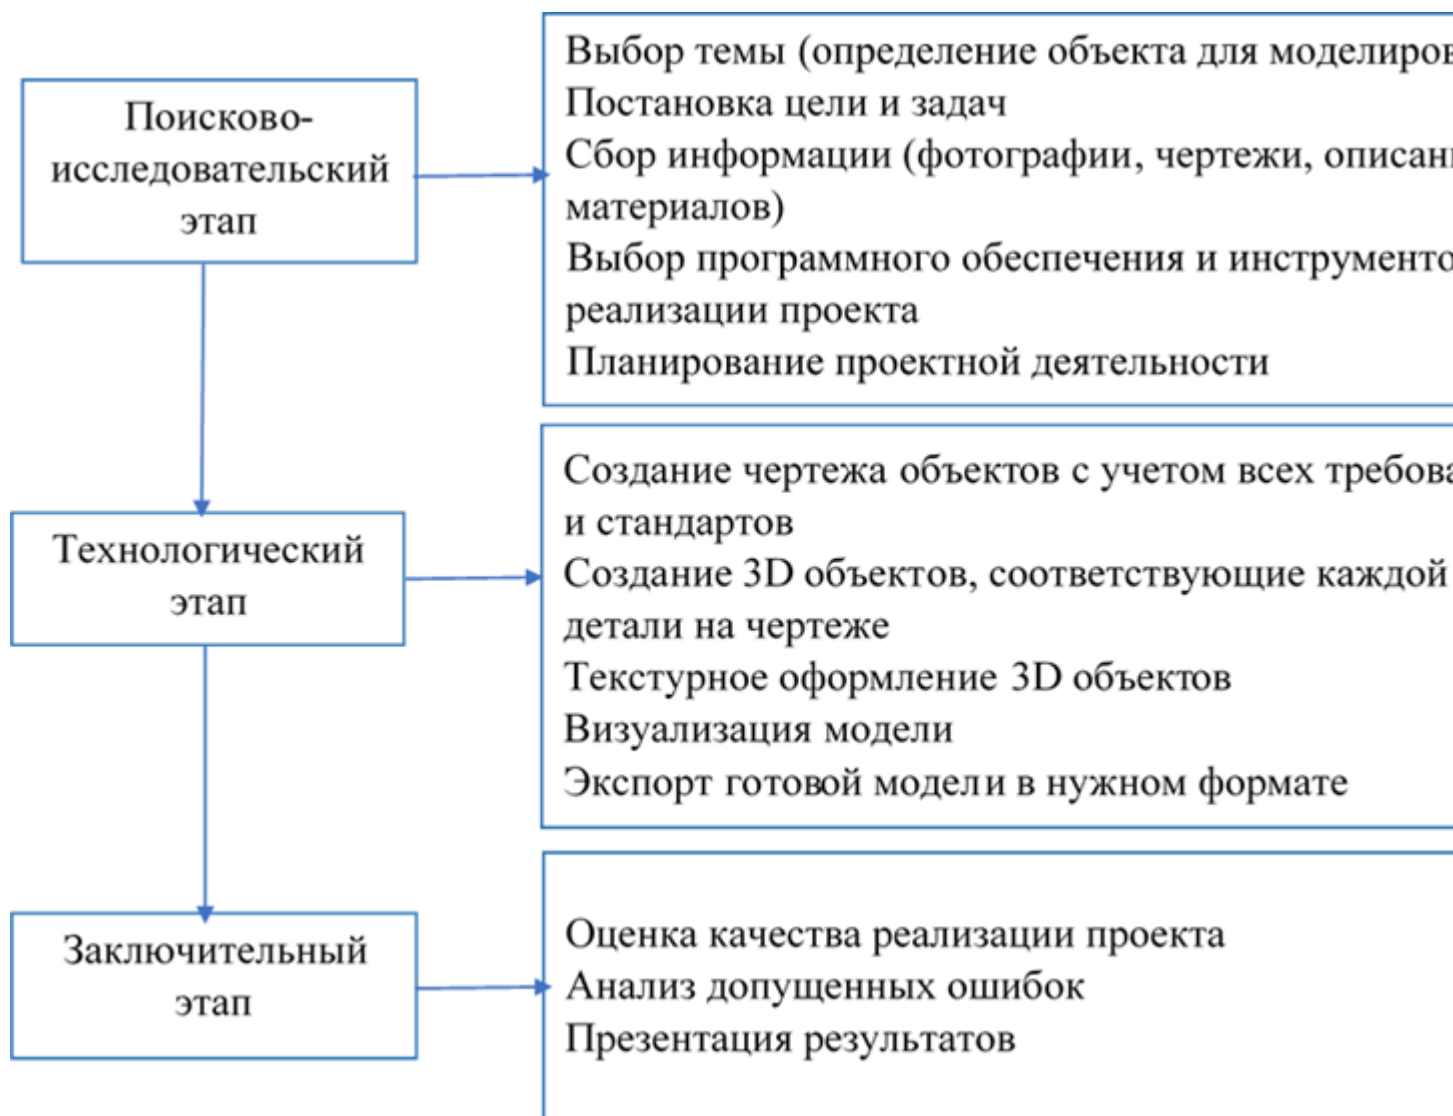 Поисково-
исследовательский
этап
Выбор темы (определение объекта для моделиров
Постановка цели и задач
Сбор информации (фотографии, чертежи, описан
материалов)
Выбор программного обеспечения и инструменто
реализации проекта
Планирование проектной деятельности
Технологический
этап
Создание чертежа объектов с учетом всех требова
и стандартов
Создание 3D объектов, соответствующие каждой
детали на чертеже
Текстурное оформление 3D объектов
Визуализация модели
Экспорт готовой модели в нужном формате
Заключительный
этап
Оценка качества реализации проекта
Анализ допущенных ошибок
Презентация результатов